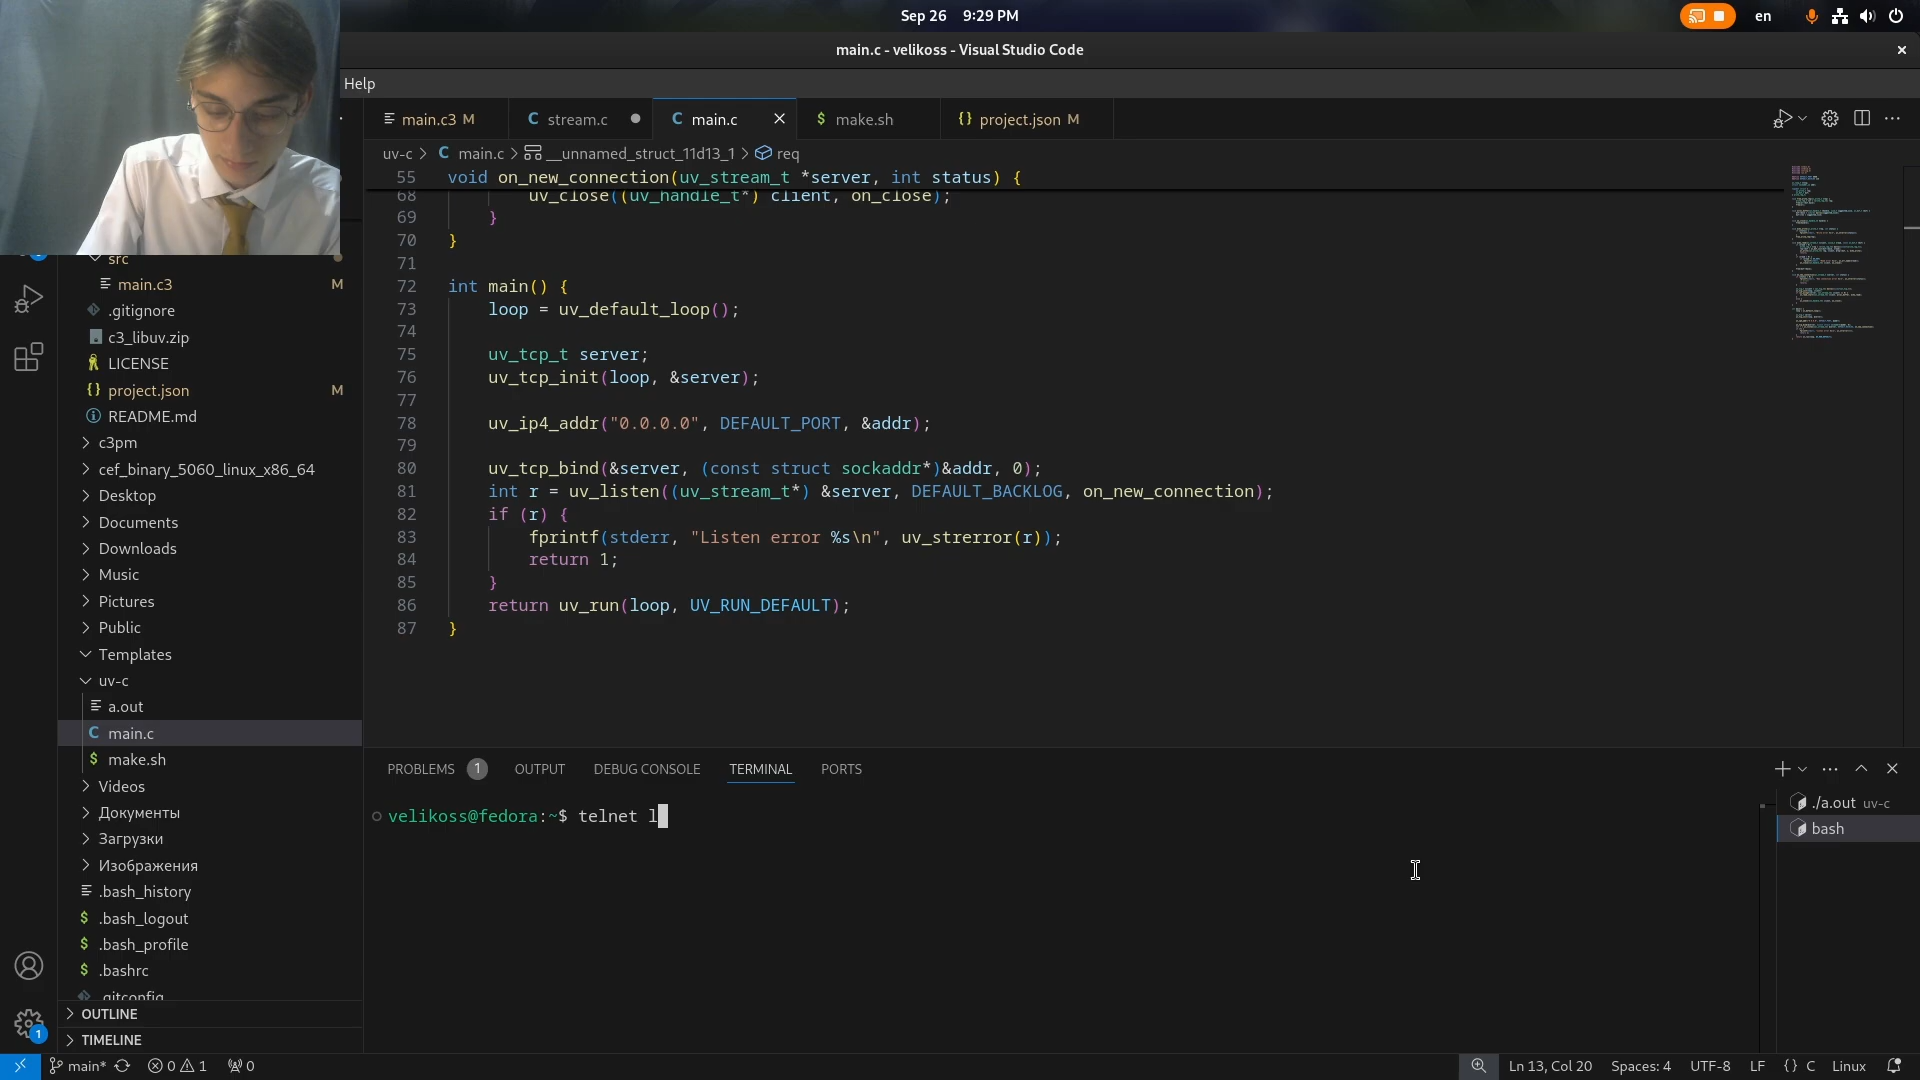 Sep 26 9:29 PM
en
main.c - velikoss - Visual Studio Code
Help
main.c3 M
stream.c
main.c
make.sh
project.json M
uv-c > main.c > __unnamed_struct_11d13_1 > req
55 void on_new_connection(uv_stream_t *server, int status) {
68 uv_close((uv_handle_t*) client, on_close);
69 }
70 }
71
72 int main() {
73 loop = uv_default_loop();
74
75 uv_tcp_t server;
76 uv_tcp_init(loop, &server);
77
78 uv_ip4_addr("0.0.0.0", DEFAULT_PORT, &addr);
79
80 uv_tcp_bind(&server, (const struct sockaddr*)&addr, 0);
81 int r = uv_listen((uv_stream_t*) &server, DEFAULT_BACKLOG, on_new_connection);
82 if (r) {
83 fprintf(stderr, "Listen error %s\n", uv_strerror(r));
84 return 1;
85 }
86 return uv_run(loop, UV_RUN_DEFAULT);
87 }
src
main.c3 M
.gitignore
c3_libuv.zip
LICENSE
project.json M
README.md
c3pm
cef_binary_5060_linux_x86_64
Desktop
Documents
Downloads
Music
Pictures
Public
Templates
uv-c
a.out
main.c
make.sh
Videos
Документы
Загрузки
Изображения
.bash_history
.bash_logout
.bash_profile
.bashrc
.gitconfig
OUTLINE
TIMELINE
1
PROBLEMS 1 OUTPUT DEBUG CONSOLE TERMINAL PORTS
velikoss@fedora:~$ telnet l
./a.out uv-c
bash
main* 0 1 0
Ln 13, Col 20 Spaces: 4 UTF-8 LF {} C Linux